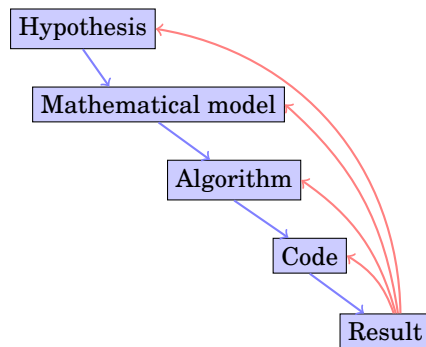 Hypothesis
Mathematical model
Algorithm
Code
Result